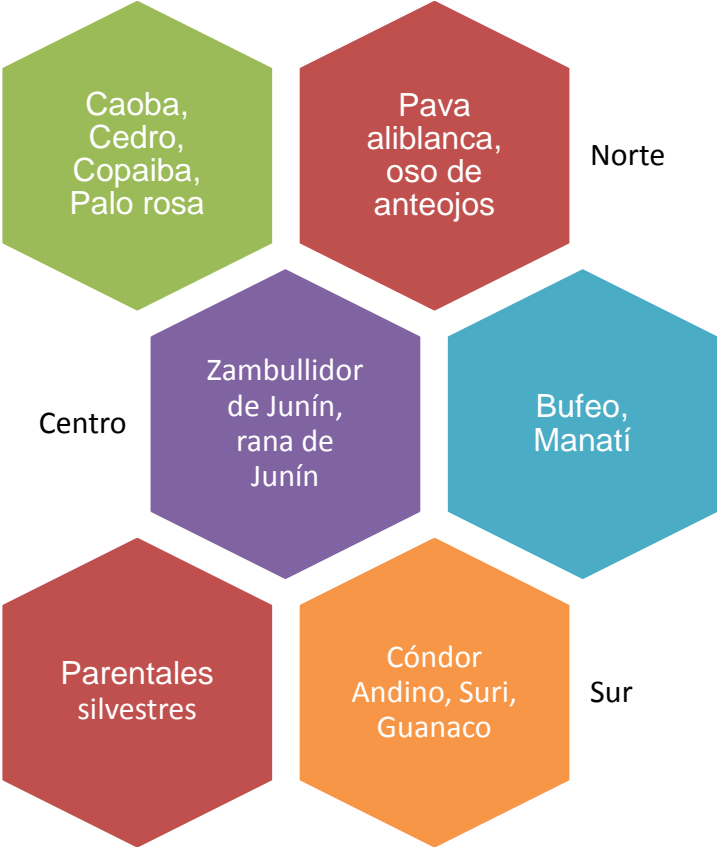 Caoba,
Cedro,
Copaiba,
Palo rosa
Pava
aliblanca,
oso de
anteojos
Norte
Centro
Zambullidor
de Junín,
rana de
Junín
Bufeo,
Manatí
Parentales
silvestres
Cóndor
Andino, Suri,
Guanaco
Sur